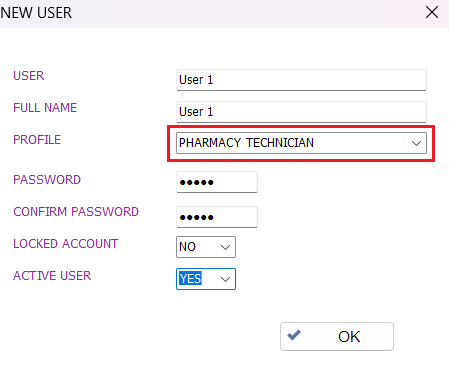 NEW USER
USER User 1
FULL NAME User 1
PROFILE PHARMACY TECHNICIAN
PASSWORD •••••
CONFIRM PASSWORD •••••
LOCKED ACCOUNT NO
ACTIVE USER YES
OK